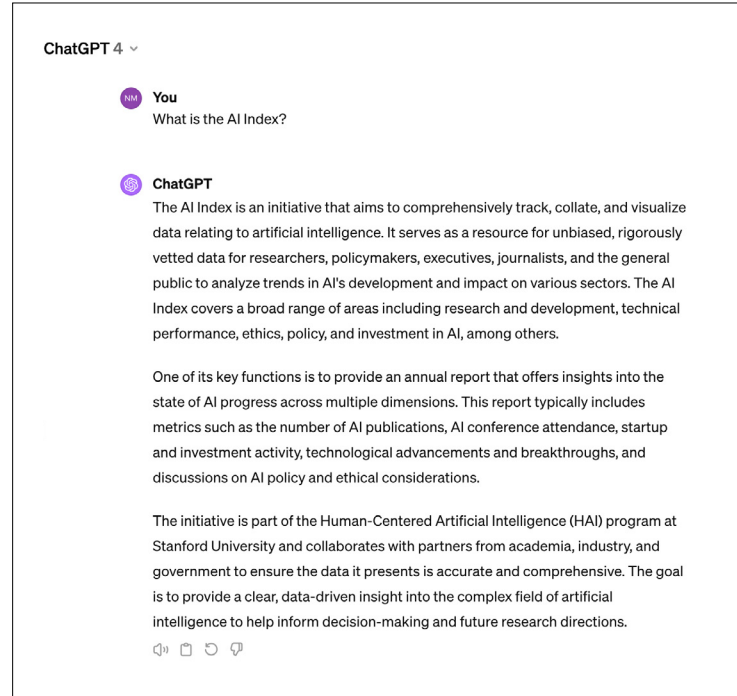 ChatGPT 4
NM
You
What is the AI Index?
ChatGPT
The AI Index is an initiative that aims to comprehensively track, collate, and visualize
data relating to artificial intelligence. It serves as a resource for unbiased, rigorously
vetted data for researchers, policymakers, executives, journalists, and the general
public to analyze trends in AI's development and impact on various sectors. The AI
Index covers a broad range of areas including research and development, technical
performance, ethics, policy, and investment in AI, among others.
One of its key functions is to provide an annual report that offers insights into the
state of AI progress across multiple dimensions. This report typically includes
metrics such as the number of AI publications, AI conference attendance, startup
and investment activity, technological advancements and breakthroughs, and
discussions on AI policy and ethical considerations.
The initiative is part of the Human-Centered Artificial Intelligence (HAI) program at
Stanford University and collaborates with partners from academia, industry, and
government to ensure the data it presents is accurate and comprehensive. The goal
is to provide a clear, data-driven insight into the complex field of artificial
intelligence to help inform decision-making and future research directions.